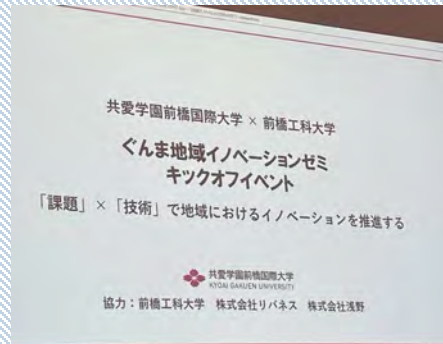 共愛学園前橋国際大学 × 前橋工科大学
ぐんま地域イノベーションゼミ
キックオフイベント
「課題」×「技術」で地域におけるイノベーションを推進する
共愛学園前橋国際大学
KYOAI GAKUEN UNIVERSITY
協力：前橋工科大学 株式会社リバネス 株式会社浅野